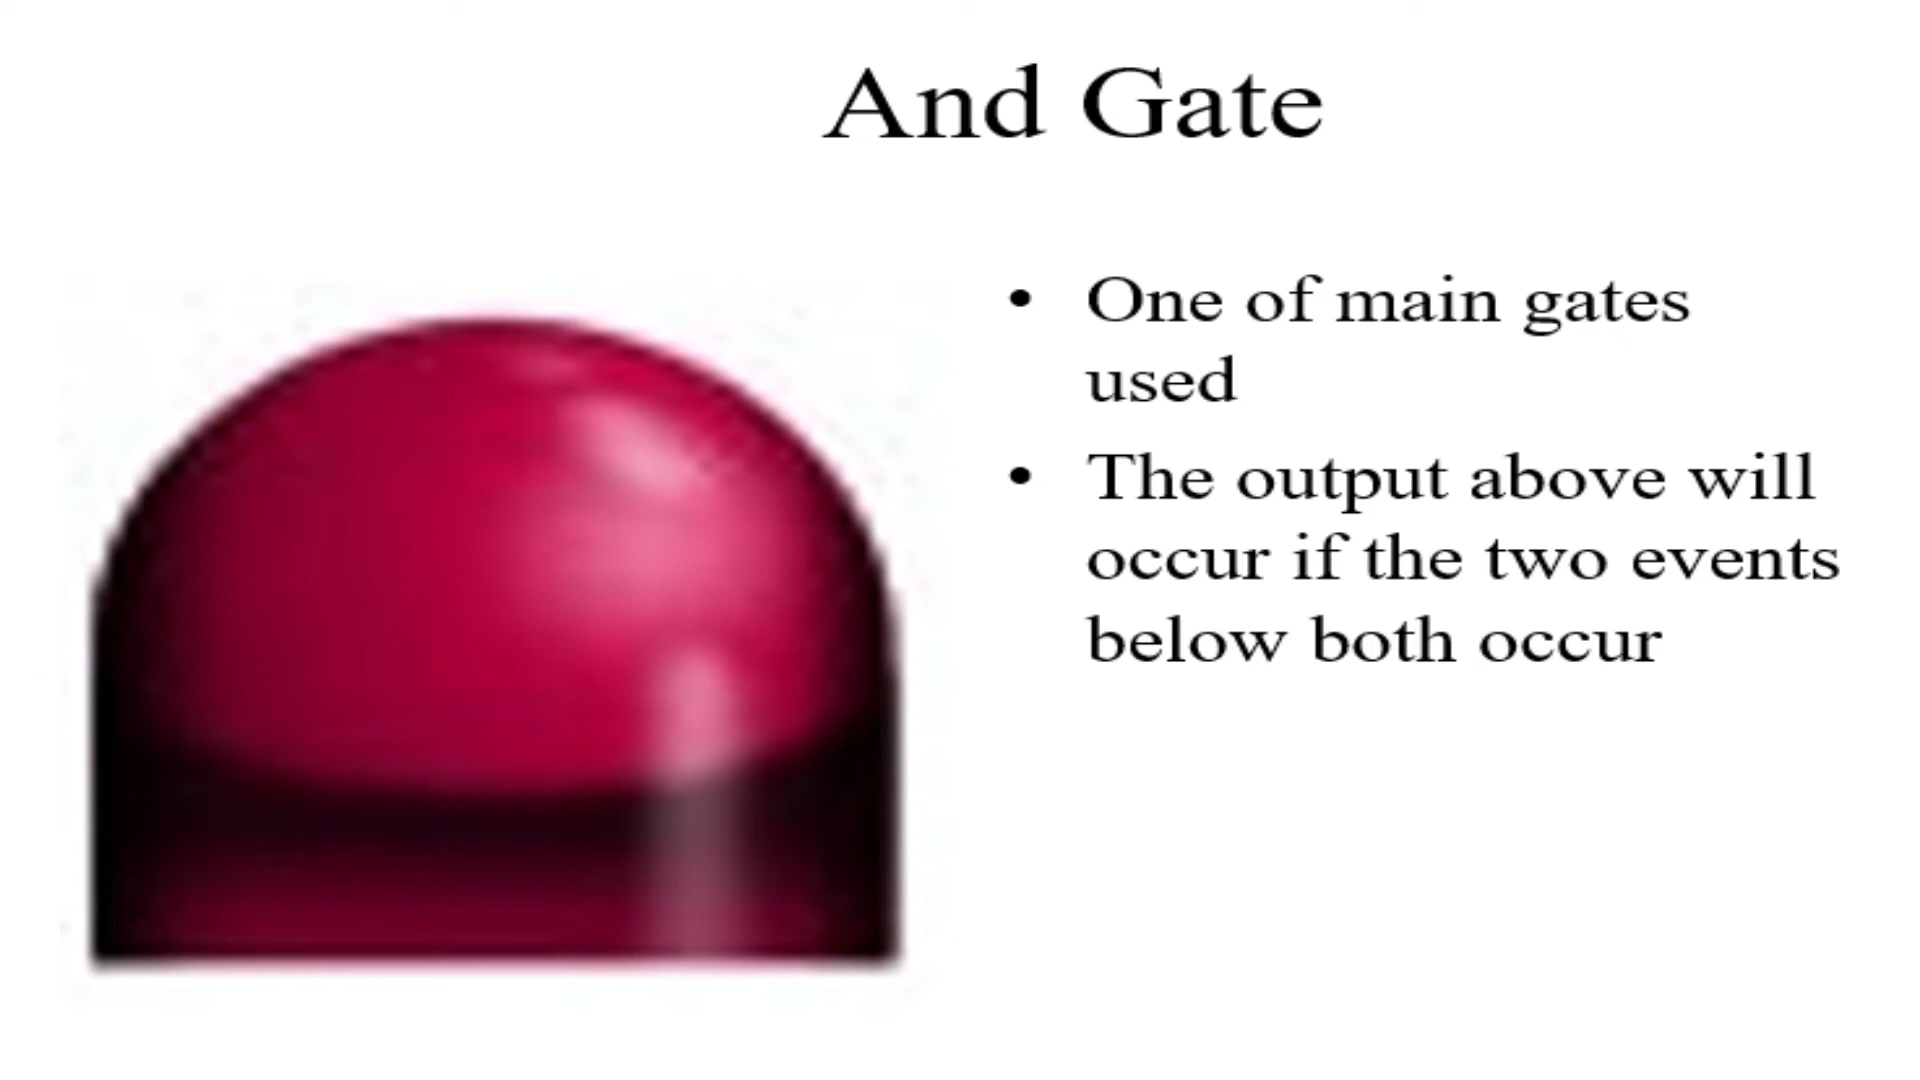 And Gate
• One of main gates
used
• The output above will
occur if the two events
below both occur